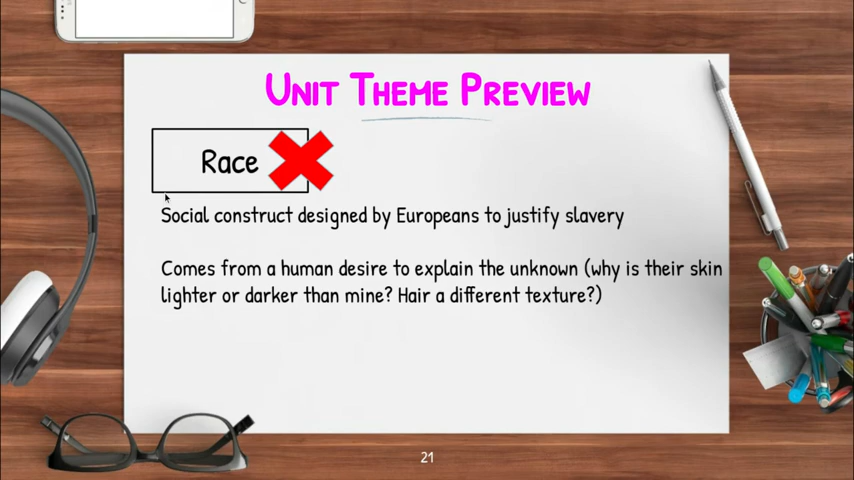 Unit Theme Preview
Race
Social construct designed by Europeans to justify slavery
Comes from a human desire to explain the unknown (why is their skin
lighter or darker than mine? Hair a different texture?)
21